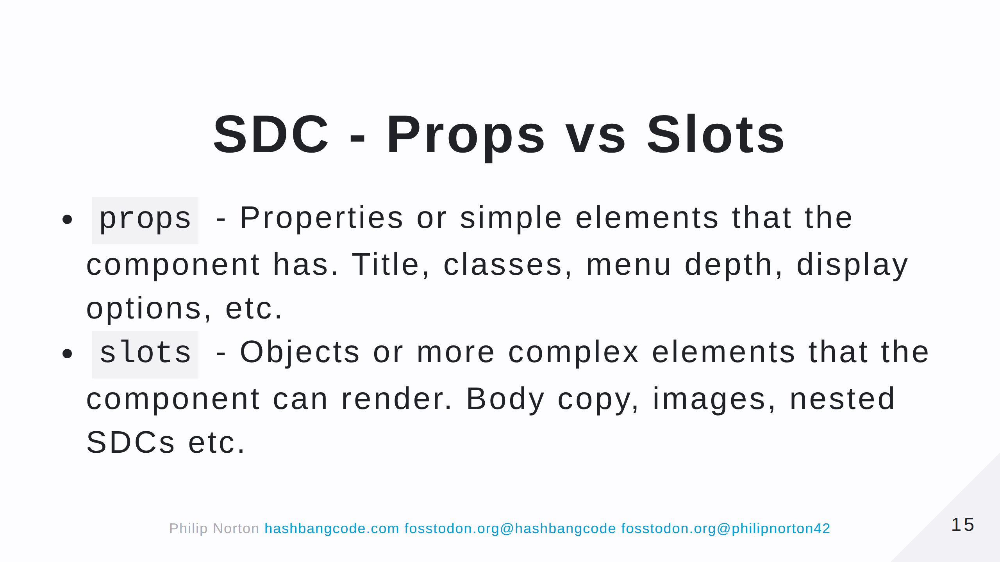 SDC - Props vs Slots
• props - Properties or simple elements that the
component has. Title, classes, menu depth, display
options, etc.
• slots - Objects or more complex elements that the
component can render. Body copy, images, nested
SDCs etc.
Philip Norton hashbangcode.com fosstodon.org@hashbangcode fosstodon.org@philipnorton42
15